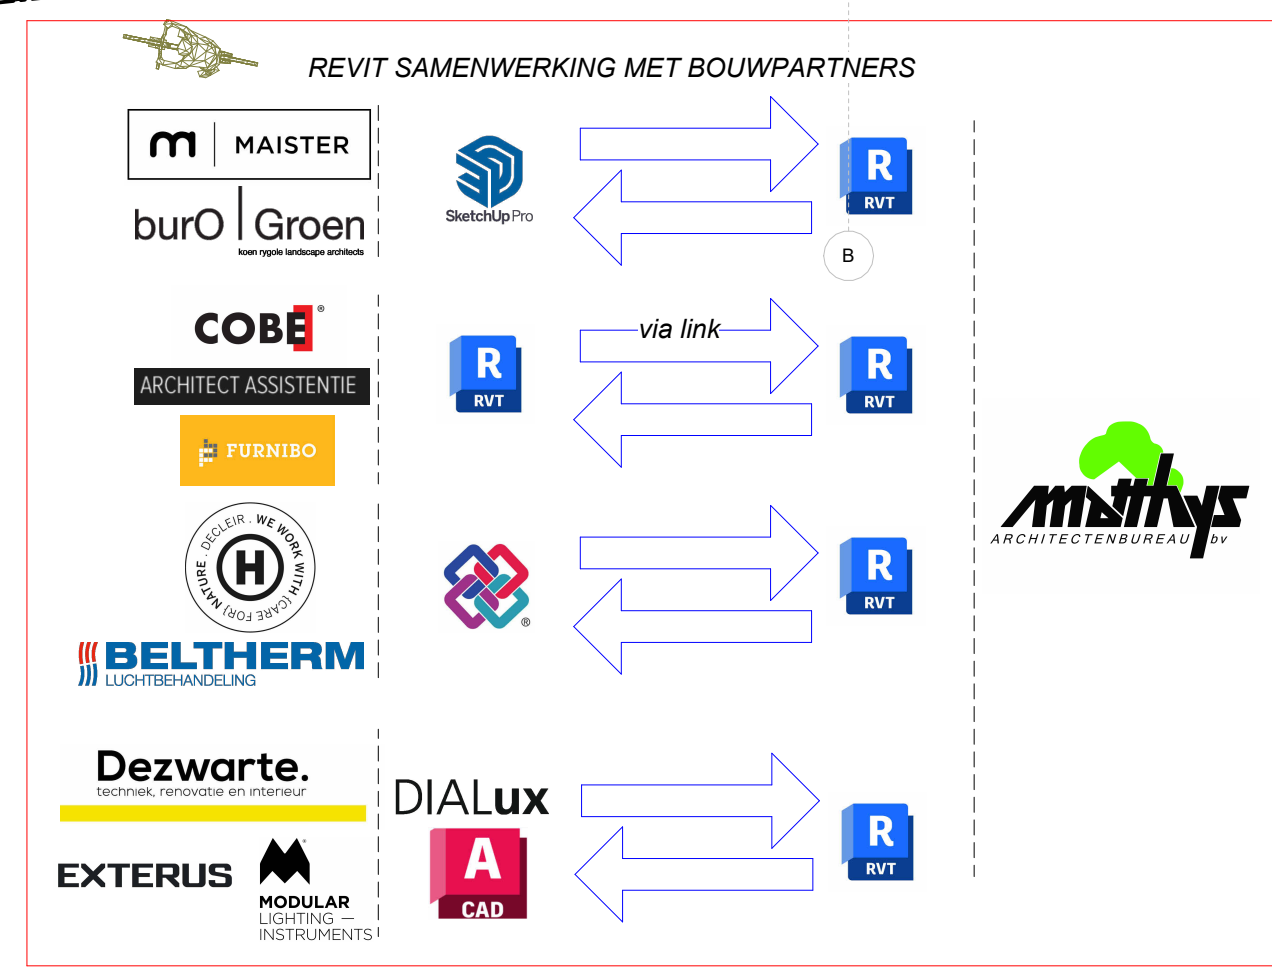 REVIT SAMENWERKING MET BOUWPARTNERS
m | MAISTER
burO | Groen
koen rygole landscape architects
SketchUp Pro
R
RVT
B
COBE®
ARCHITECT ASSISTENTIE
FURNIBO
R
RVT
via link
R
RVT
DECLEIR . WE WORK WITH {CARE FOR} NATURE .
H
BELTHERM
LUCHTBEHANDELING
®
R
RVT
matthys
ARCHITECTENBUREAU bv
Dezwarte.
techniek, renovatie en interieur
EXTERUS
MODULAR
LIGHTING —
INSTRUMENTS
DIALux
A
CAD
R
RVT